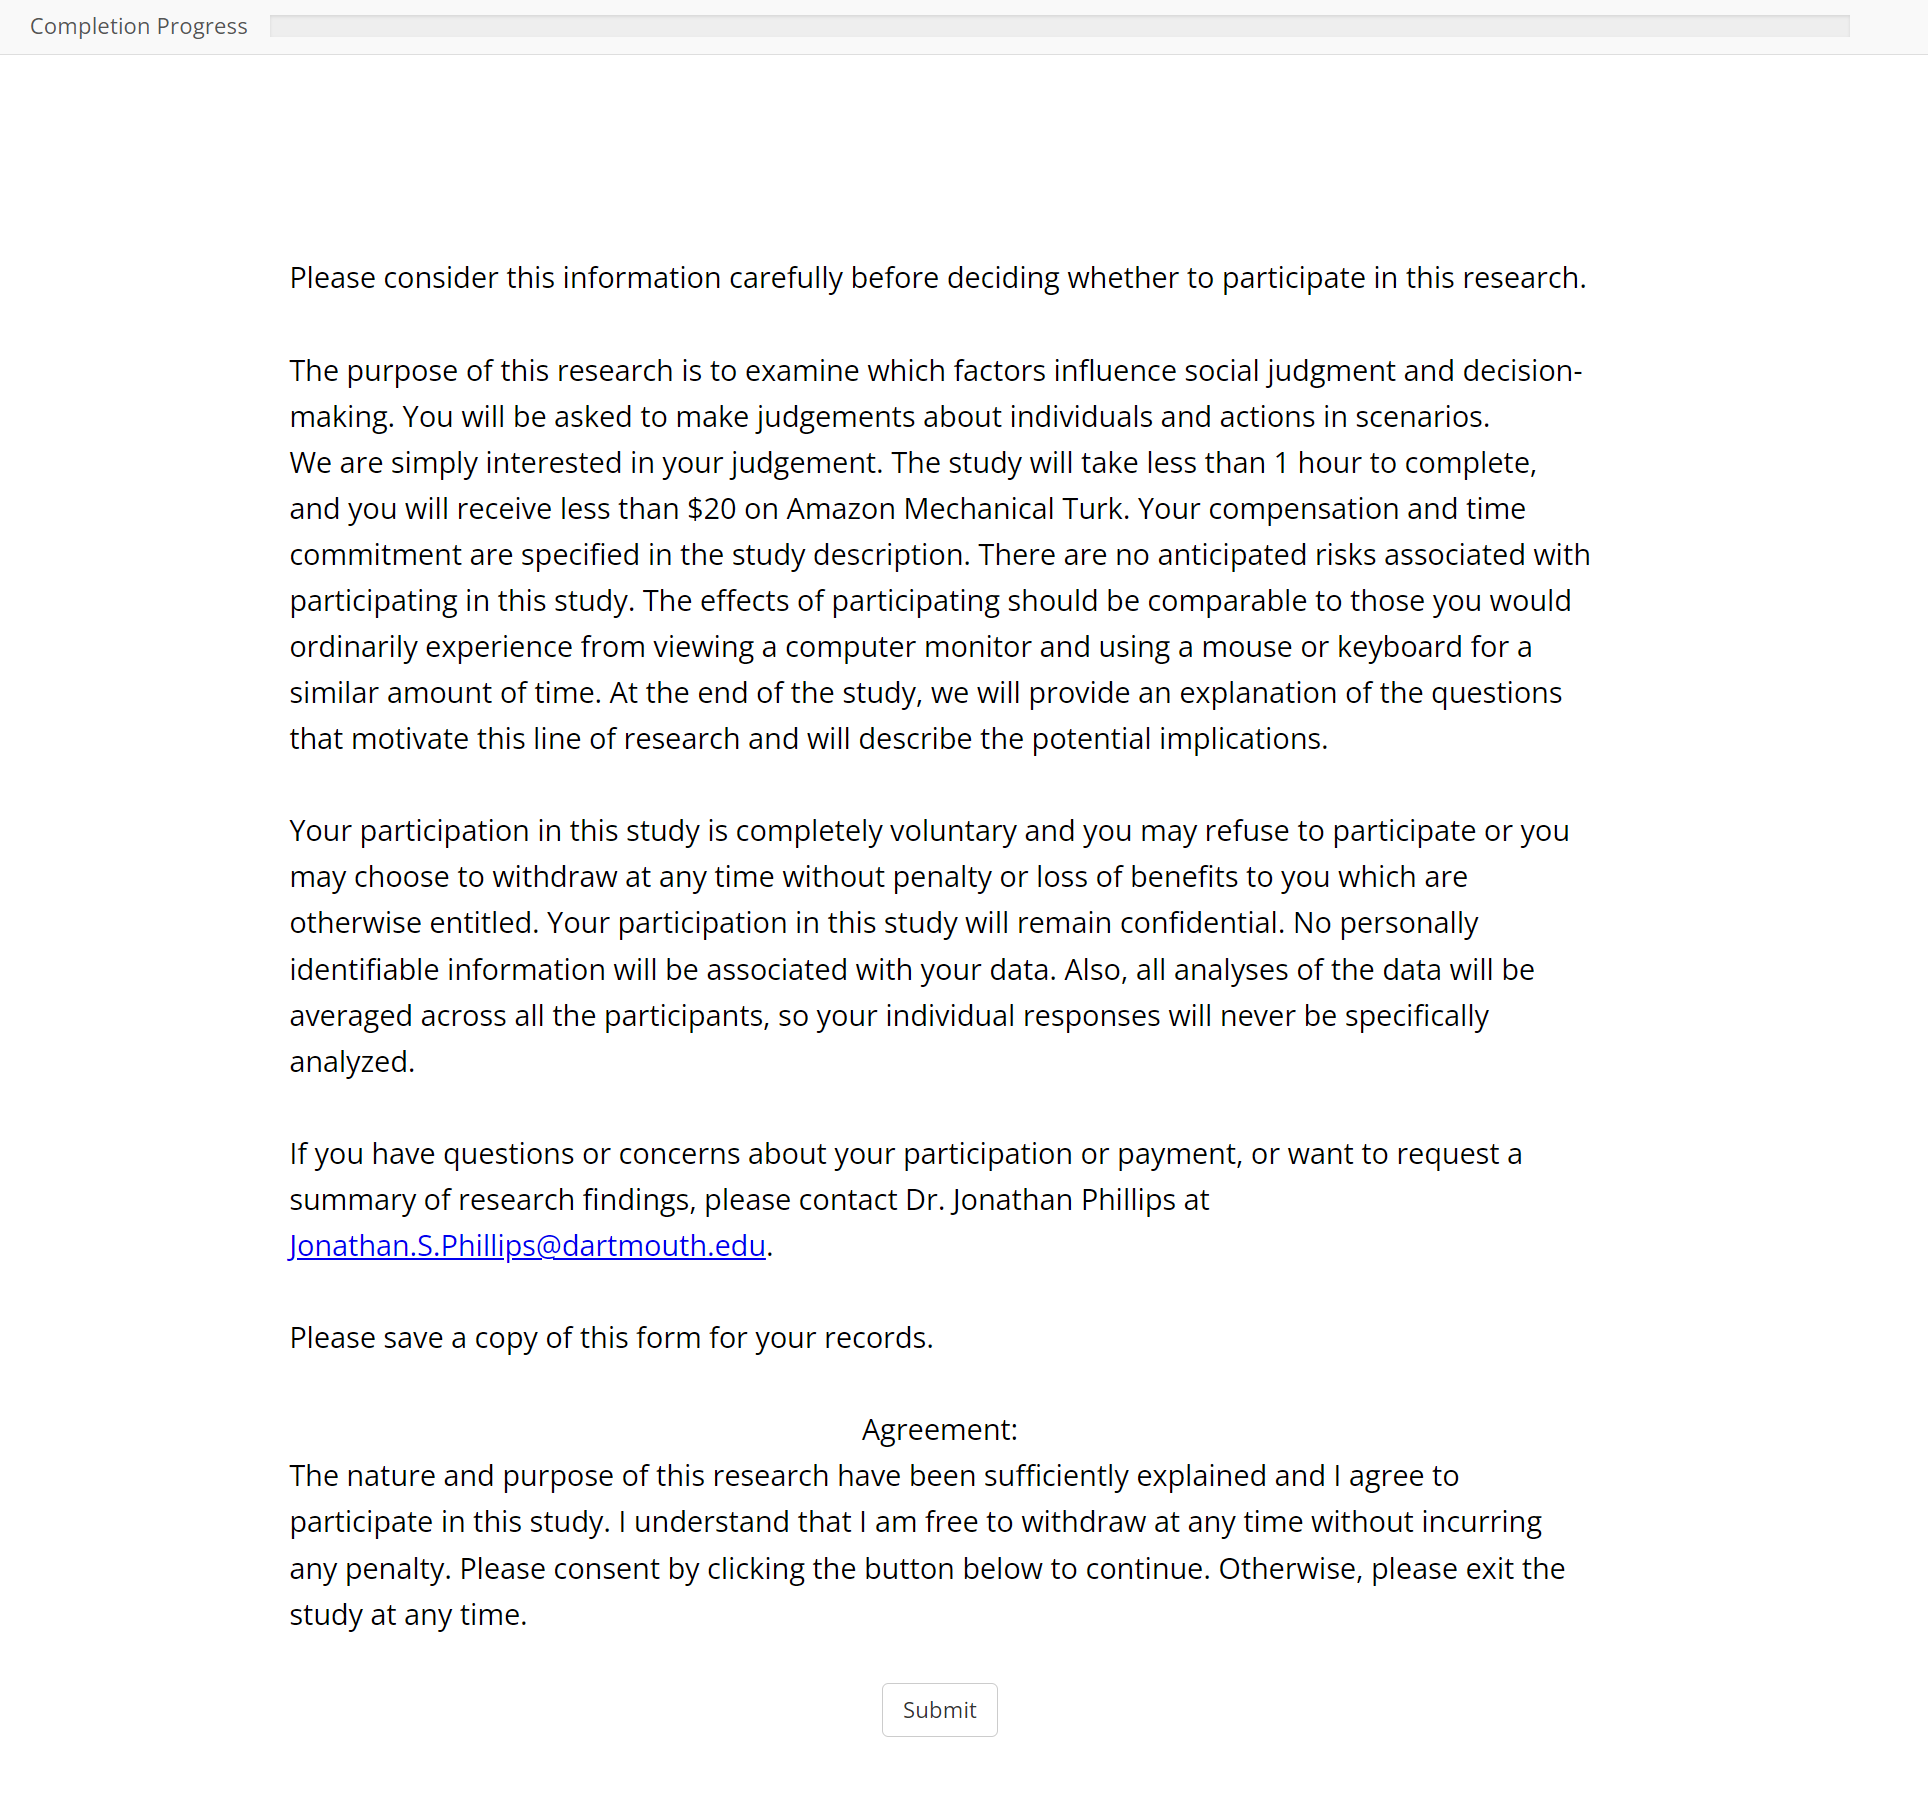 Completion Progress
Please consider this information carefully before deciding whether to participate in this research.
The purpose of this research is to examine which factors influence social judgment and decision-
making. You will be asked to make judgements about individuals and actions in scenarios.
We are simply interested in your judgement. The study will take less than 1 hour to complete,
and you will receive less than $20 on Amazon Mechanical Turk. Your compensation and time
commitment are specified in the study description. There are no anticipated risks associated with
participating in this study. The effects of participating should be comparable to those you would
ordinarily experience from viewing a computer monitor and using a mouse or keyboard for a
similar amount of time. At the end of the study, we will provide an explanation of the questions
that motivate this line of research and will describe the potential implications.
Your participation in this study is completely voluntary and you may refuse to participate or you
may choose to withdraw at any time without penalty or loss of benefits to you which are
otherwise entitled. Your participation in this study will remain confidential. No personally
identifiable information will be associated with your data. Also, all analyses of the data will be
averaged across all the participants, so your individual responses will never be specifically
analyzed.
If you have questions or concerns about your participation or payment, or want to request a
summary of research findings, please contact Dr. Jonathan Phillips at
Jonathan.S.Phillips@dartmouth.edu.
Please save a copy of this form for your records.
Agreement:
The nature and purpose of this research have been sufficiently explained and I agree to
participate in this study. I understand that I am free to withdraw at any time without incurring
any penalty. Please consent by clicking the button below to continue. Otherwise, please exit the
study at any time.
Submit